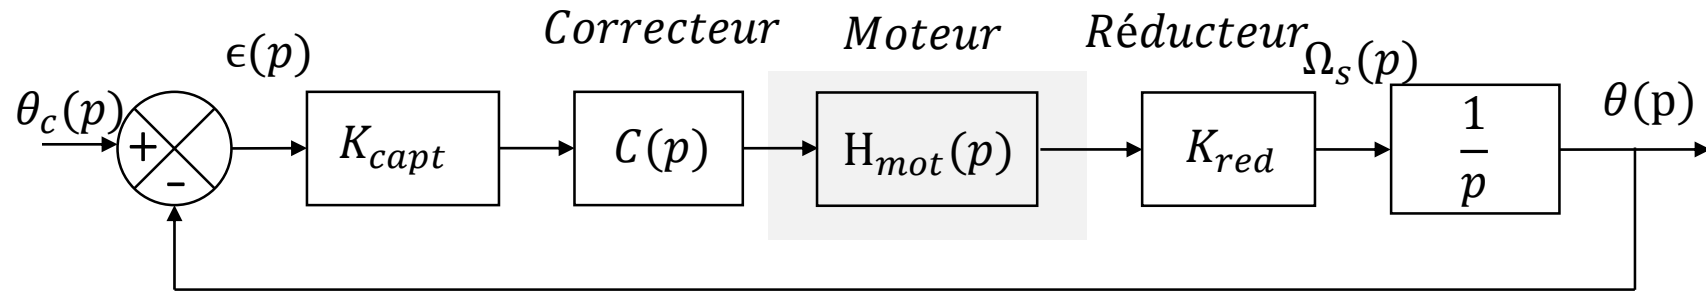 Correcteur Moteur Réducteur
ϵ(p) Ω_s(p)
θ_c(p) θ(p)
+ K_capt C(p) H_mot(p) K_red 1/p
-